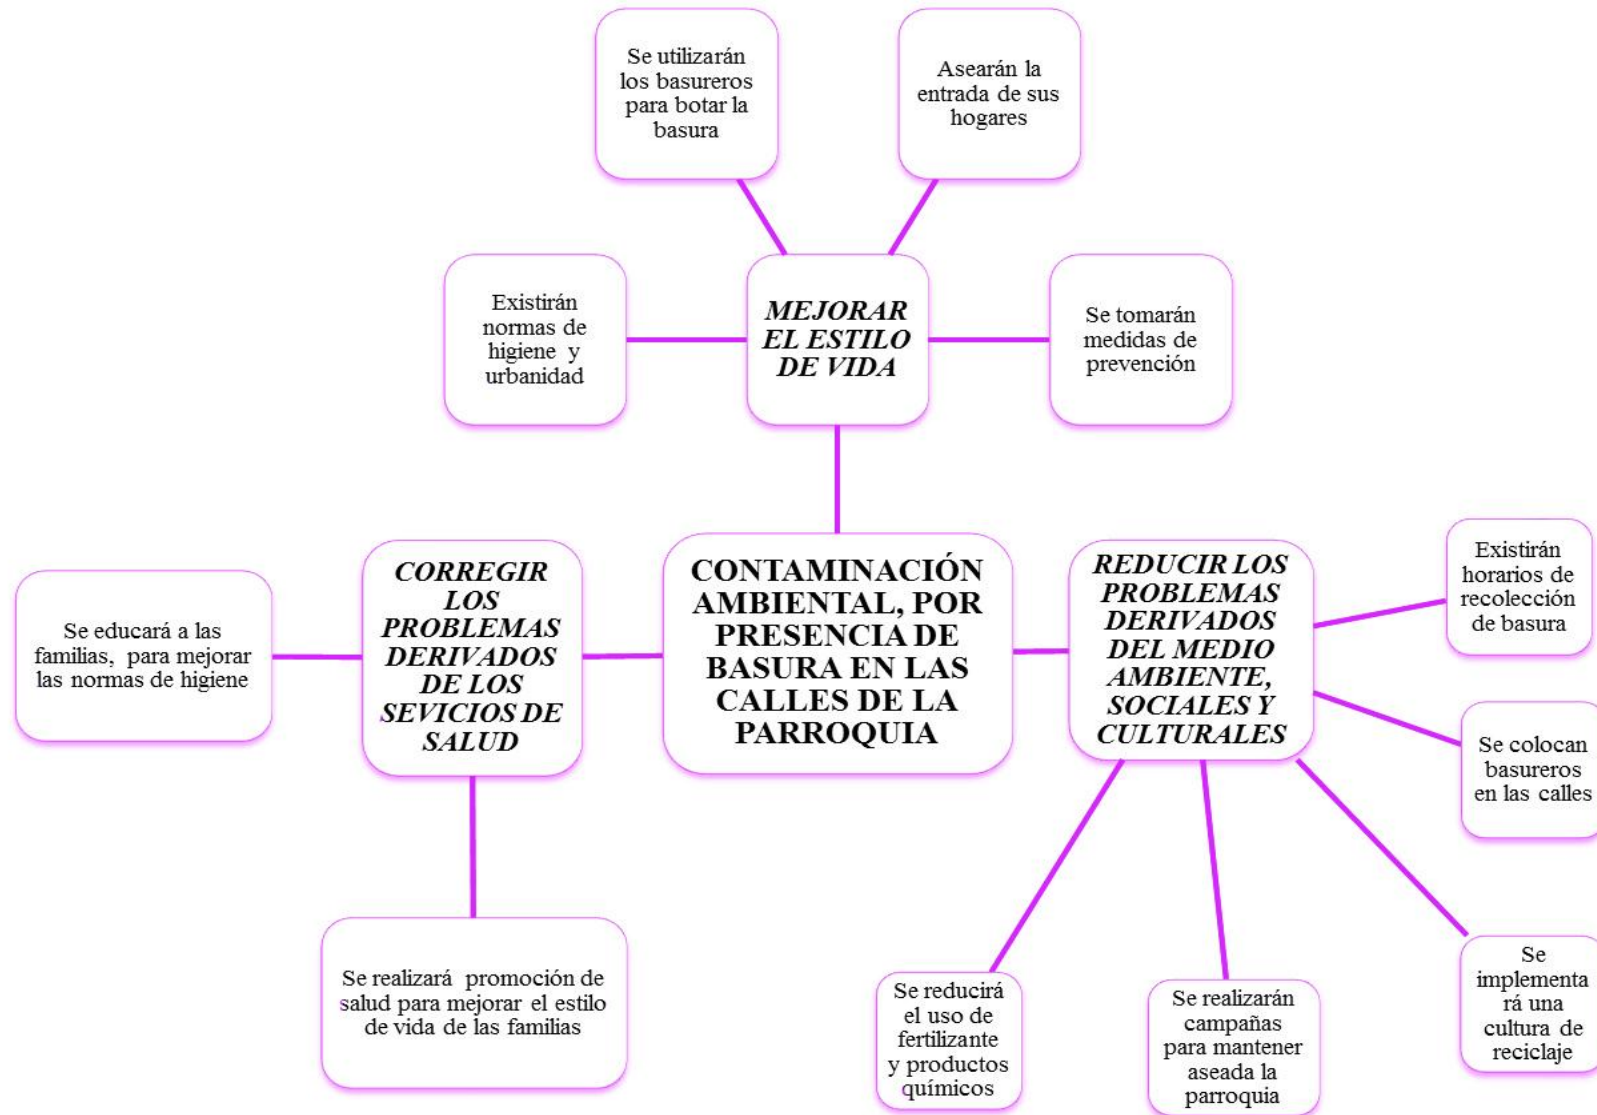 Se utilizarán
los basureros
para botar la
basura
Asearán la
entrada de sus
hogares
Existirán
normas de
higiene y
urbanidad
MEJORAR
EL ESTILO
DE VIDA
Se tomarán
medidas de
prevención
Se educará a las
familias, para mejorar
las normas de higiene
CORREGIR
LOS
PROBLEMAS
DERIVADOS
DE LOS
SEVICIOS DE
SALUD
CONTAMINACIÓN
AMBIENTAL, POR
PRESENCIA DE
BASURA EN LAS
CALLES DE LA
PARROQUIA
REDUCIR LOS
PROBLEMAS
DERIVADOS
DEL MEDIO
AMBIENTE,
SOCIALES Y
CULTURALES
Existirán
horarios de
recolección
de basura
Se colocan
basureros
en las calles
Se realizará promoción de
salud para mejorar el estilo
de vida de las familias
Se reducirá
el uso de
fertilizante
y productos
químicos
Se realizarán
campañas
para mantener
aseada la
parroquia
Se
implementa
rá una
cultura de
reciclaje